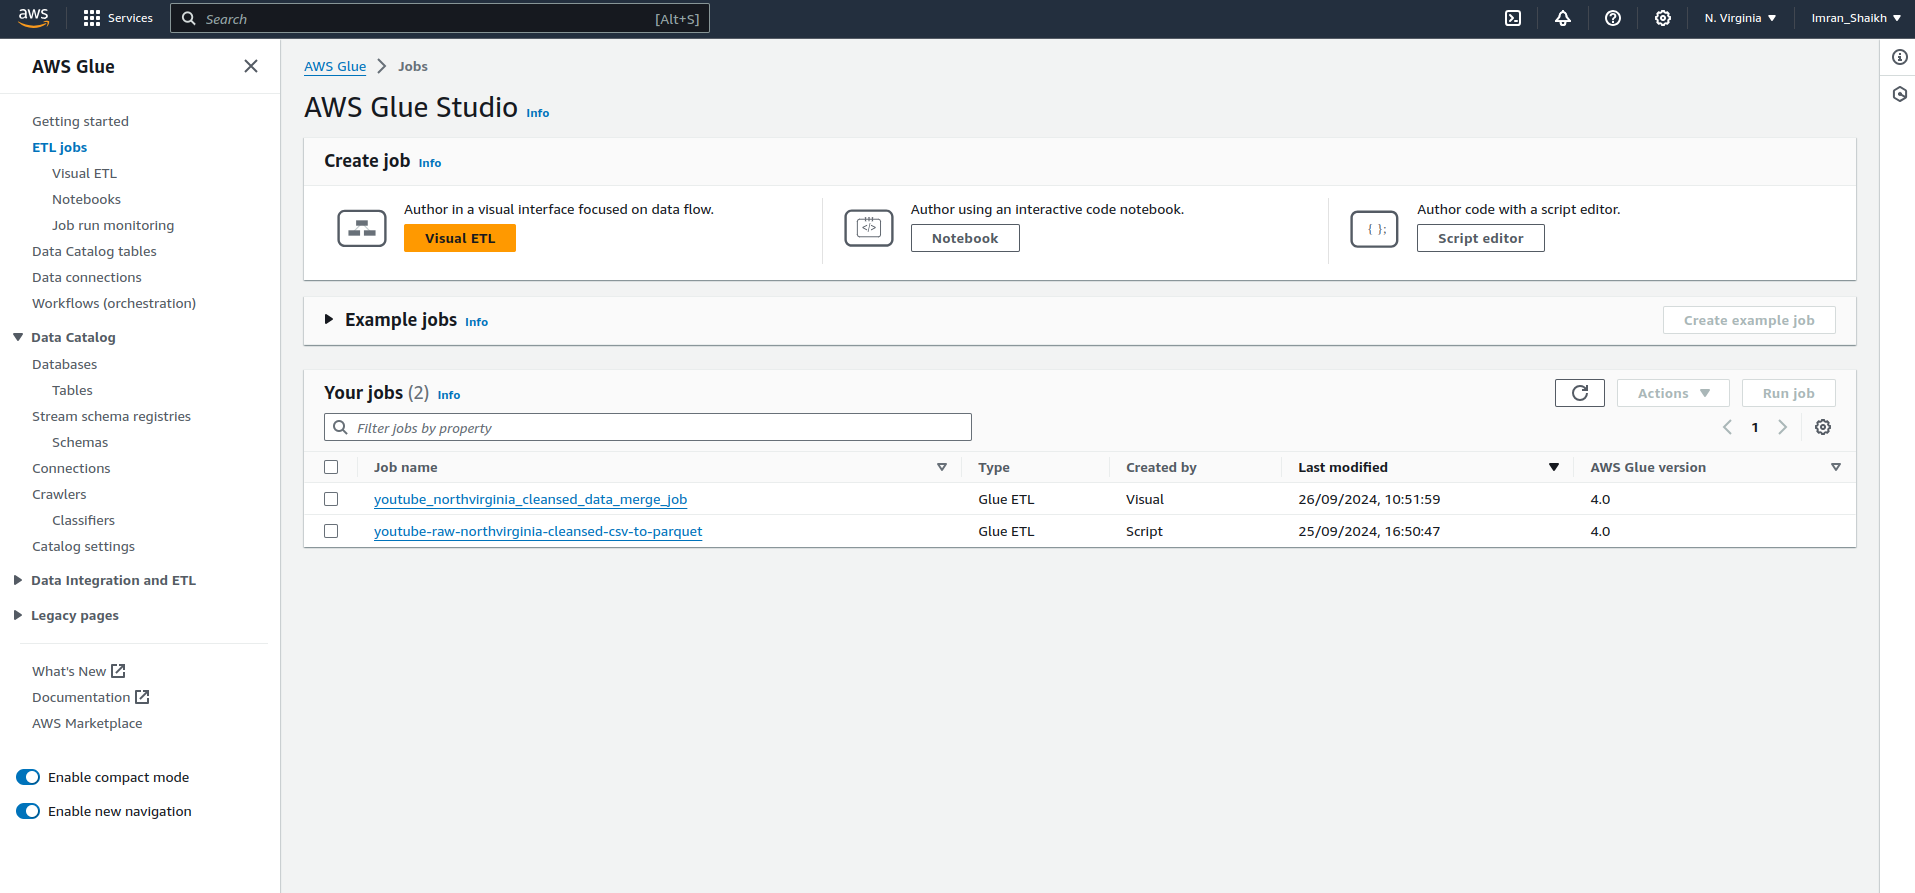 aws Services Search [Alt+S] N. Virginia Imran_Shaikh
AWS Glue
Getting started
ETL jobs
Visual ETL
Notebooks
Job run monitoring
Data Catalog tables
Data connections
Workflows (orchestration)
Data Catalog
Databases
Tables
Stream schema registries
Schemas
Connections
Crawlers
Classifiers
Catalog settings
Data Integration and ETL
Legacy pages
What's New
Documentation
AWS Marketplace
Enable compact mode
Enable new navigation
AWS Glue Jobs
AWS Glue Studio Info
Create job Info
Author in a visual interface focused on data flow.
Visual ETL
</> Author using an interactive code notebook.
Notebook
{ }; Author code with a script editor.
Script editor
Example jobs Info Create example job
Your jobs (2) Info Actions Run job
Filter jobs by property 1
Job name Type Created by Last modified AWS Glue version
youtube_northvirginia_cleansed_data_merge_job Glue ETL Visual 26/09/2024, 10:51:59 4.0
youtube-raw-northvirginia-cleansed-csv-to-parquet Glue ETL Script 25/09/2024, 16:50:47 4.0